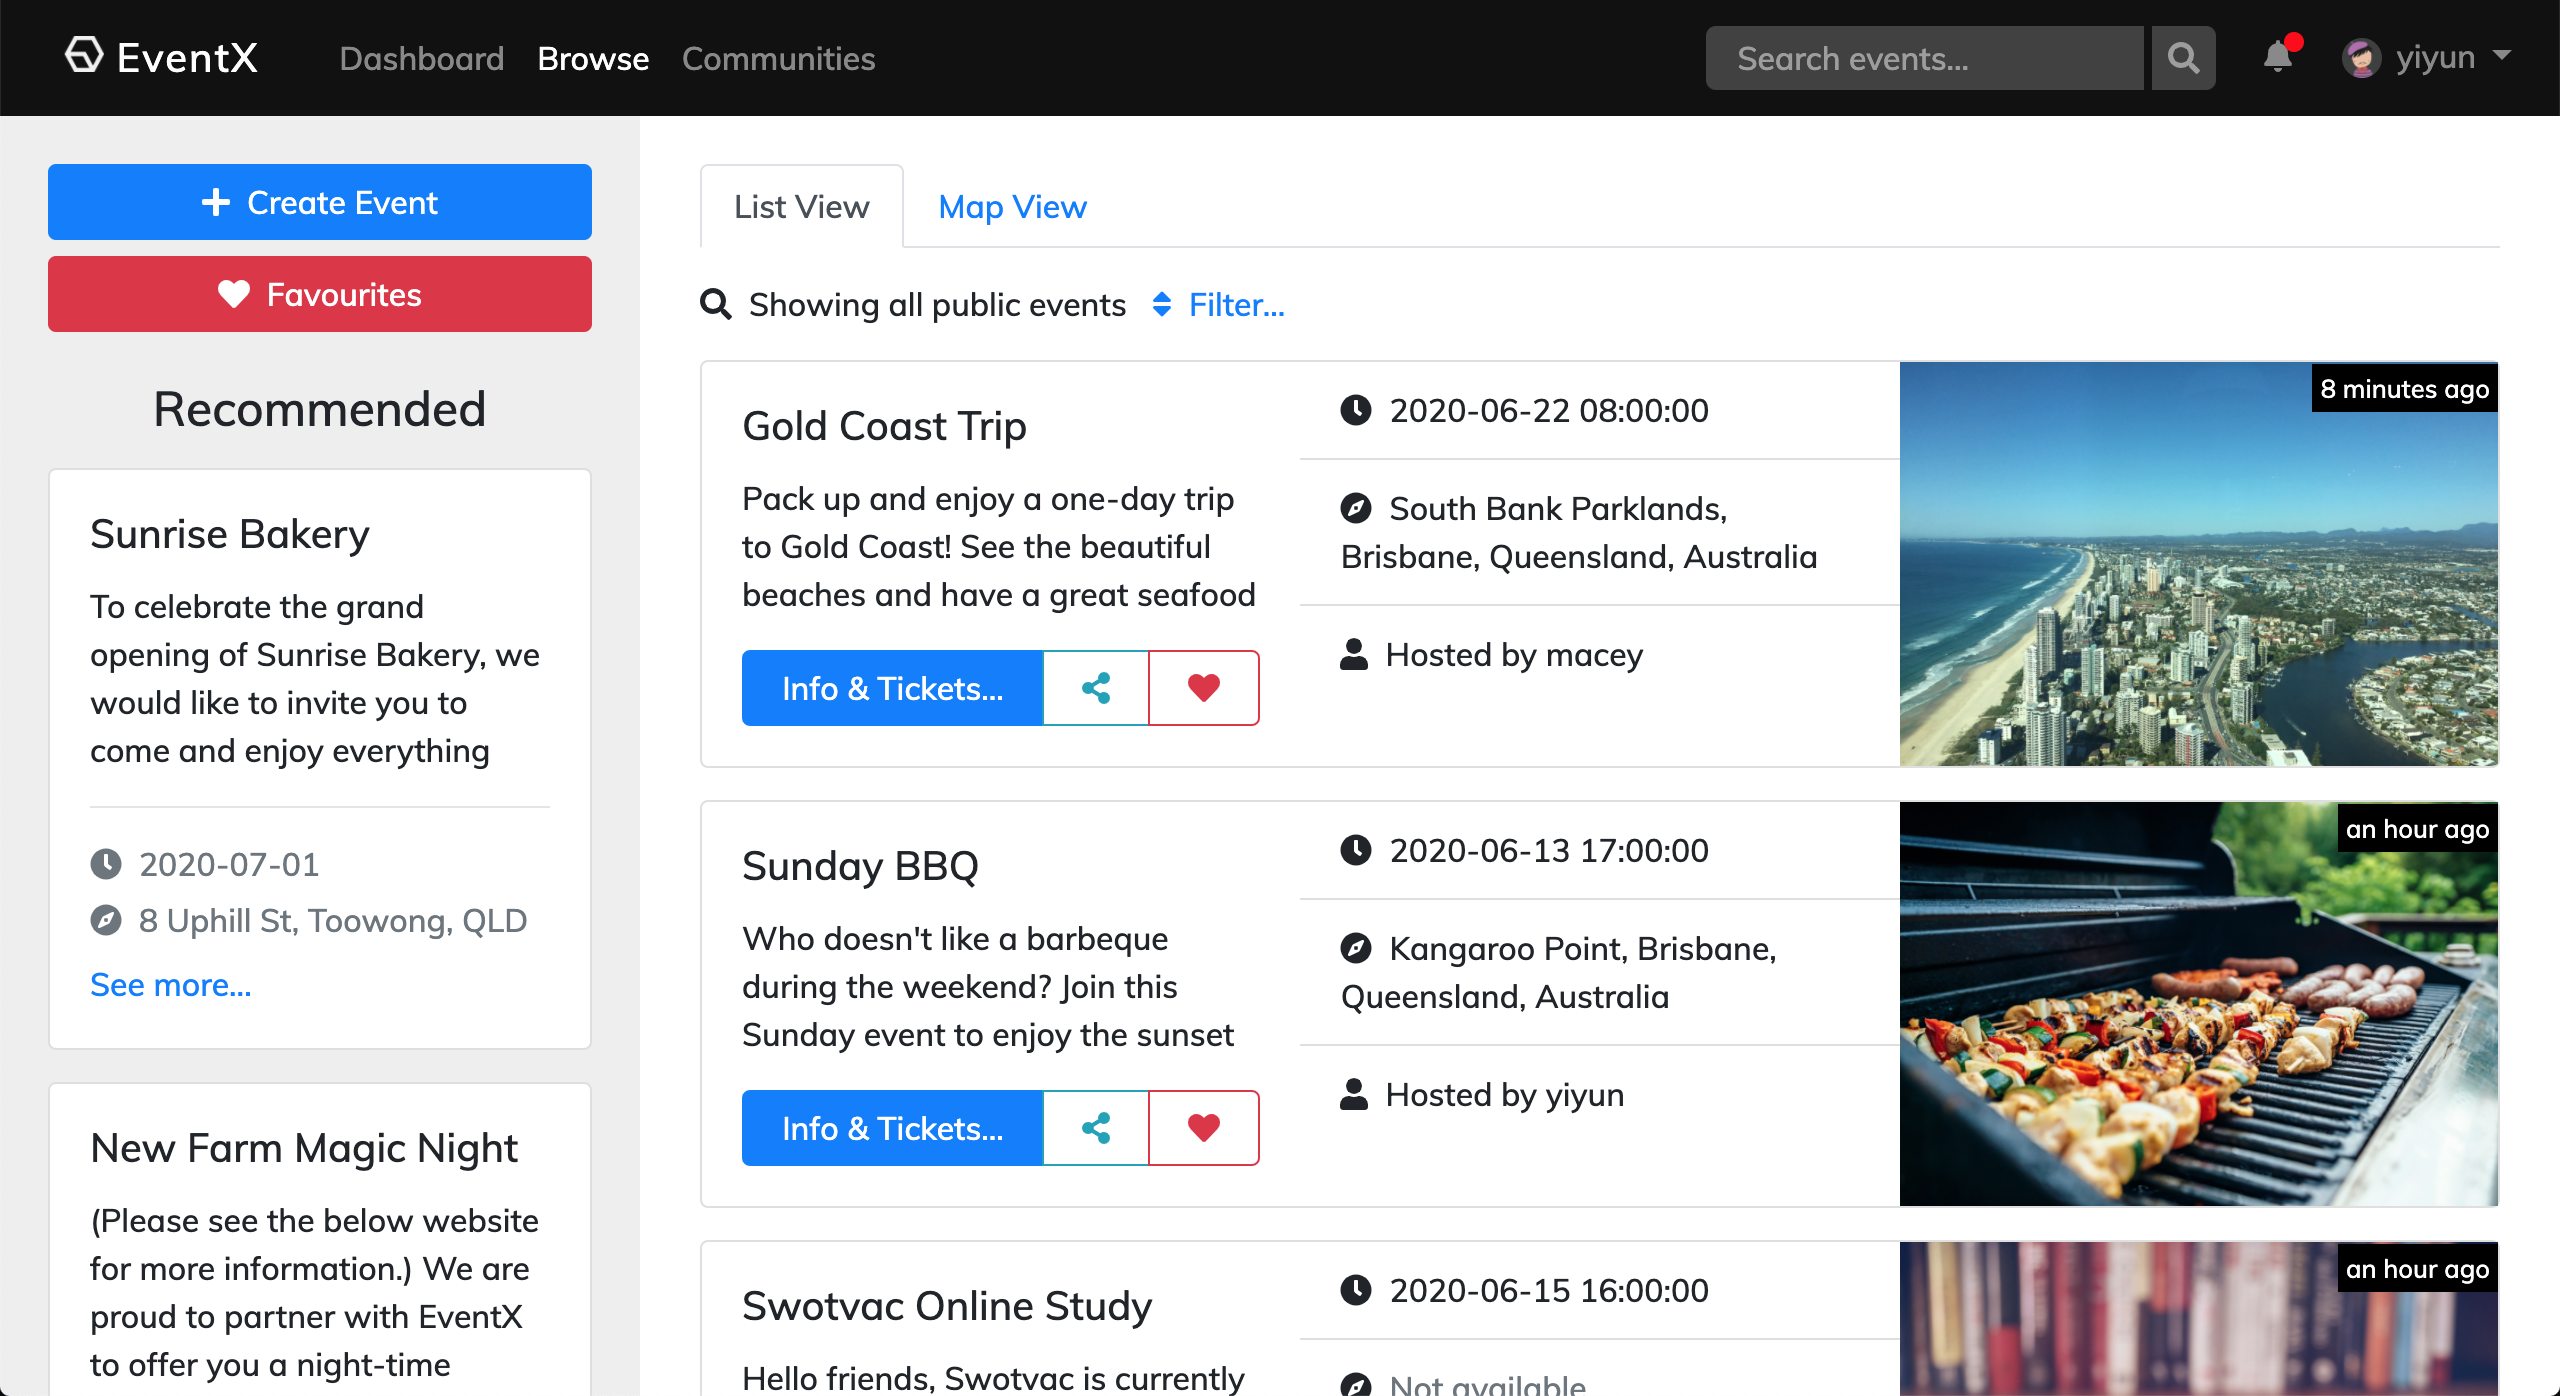 EventX
Dashboard Browse Communities
Search events...
yiyun
Create Event
Favourites
Recommended
Sunrise Bakery
To celebrate the grand
opening of Sunrise Bakery, we
would like to invite you to
come and enjoy everything
2020-07-01
8 Uphill St, Toowong, QLD
See more...
New Farm Magic Night
(Please see the below website
for more information.) We are
proud to partner with EventX
to offer you a night-time
List View Map View
Showing all public events Filter...
Gold Coast Trip
Pack up and enjoy a one-day trip
to Gold Coast! See the beautiful
beaches and have a great seafood
Info & Tickets...
2020-06-22 08:00:00
South Bank Parklands,
Brisbane, Queensland, Australia
Hosted by macey
8 minutes ago
Sunday BBQ
Who doesn't like a barbeque
during the weekend? Join this
Sunday event to enjoy the sunset
Info & Tickets...
2020-06-13 17:00:00
Kangaroo Point, Brisbane,
Queensland, Australia
Hosted by yiyun
an hour ago
Swotvac Online Study
Hello friends, Swotvac is currently
2020-06-15 16:00:00
Not available
an hour ago